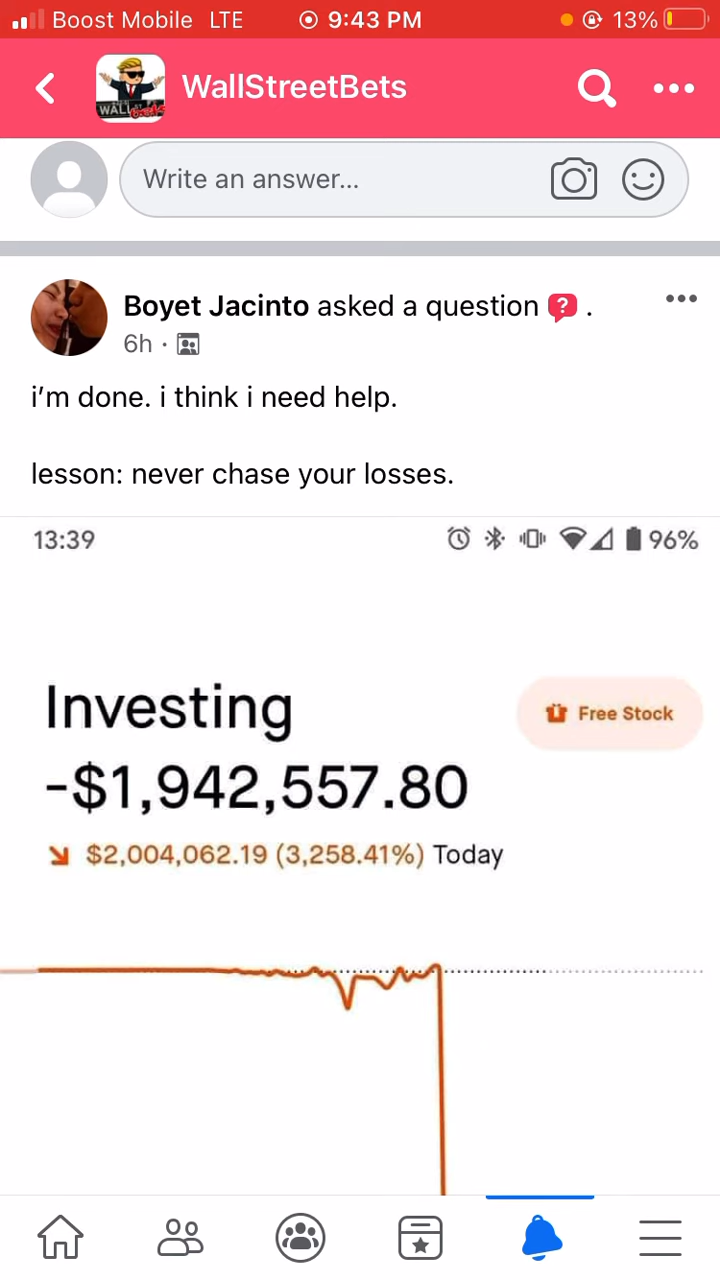 Boost Mobile LTE 9:43 PM 13%
WallStreetBets
WALL ST
Write an answer...
Boyet Jacinto asked a question ? .
6h ·
i'm done. i think i need help.
lesson: never chase your losses.
13:39 96%
Investing
Free Stock
-$1,942,557.80
$2,004,062.19 (3,258.41%) Today